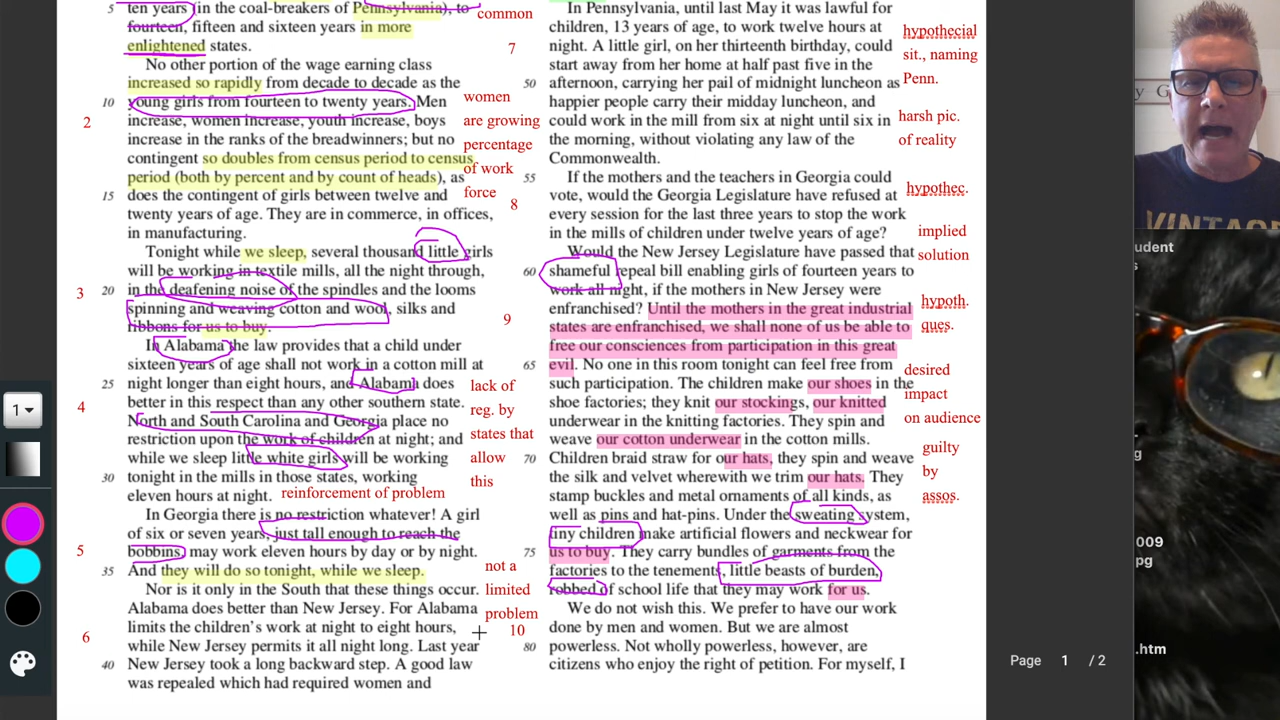 5 ten years (in the coal-breakers of Pennsylvania), to
fourteen, fifteen and sixteen years in more
enlightened states.
common
7
No other portion of the wage earning class
increased so rapidly from decade to decade as the
10 young girls from fourteen to twenty years. Men
increase, women increase, youth increase, boys
increase in the ranks of the breadwinners; but no
contingent so doubles from census period to census
period (both by percent and by count of heads), as
15 does the contingent of girls between twelve and
twenty years of age. They are in commerce, in offices,
in manufacturing.
2
women
are growing
percentage
of work
force
8
Tonight while we sleep, several thousand little girls
will be working in textile mills, all the night through,
20 in the deafening noise of the spindles and the looms
spinning and weaving cotton and wool, silks and
ribbons for us to buy.
3
9
In Alabama the law provides that a child under
sixteen years of age shall not work in a cotton mill at
25 night longer than eight hours, and Alabama does
better in this respect than any other southern state.
North and South Carolina and Georgia place no
restriction upon the work of children at night; and
while we sleep little white girls will be working
30 tonight in the mills in those states, working
eleven hours at night. reinforcement of problem
4
lack of
reg. by
states that
allow
this
In Georgia there is no restriction whatever! A girl
of six or seven years, just tall enough to reach the
bobbins, may work eleven hours by day or by night.
35 And they will do so tonight, while we sleep.
5
Nor is it only in the South that these things occur.
Alabama does better than New Jersey. For Alabama
limits the children's work at night to eight hours,
while New Jersey permits it all night long. Last year
40 New Jersey took a long backward step. A good law
was repealed which had required women and
6
not a
limited
problem
10
In Pennsylvania, until last May it was lawful for
children, 13 years of age, to work twelve hours at
night. A little girl, on her thirteenth birthday, could
start away from her home at half past five in the
50 afternoon, carrying her pail of midnight luncheon as
happier people carry their midday luncheon, and
could work in the mill from six at night until six in
the morning, without violating any law of the
Commonwealth.
hypothecial
sit., naming
Penn.
harsh pic.
of reality
55 If the mothers and the teachers in Georgia could
vote, would the Georgia Legislature have refused at
every session for the last three years to stop the work
in the mills of children under twelve years of age?
hypothec.
implied
solution
Would the New Jersey Legislature have passed that
60 shameful repeal bill enabling girls of fourteen years to
work all night, if the mothers in New Jersey were
enfranchised? Until the mothers in the great industrial
states are enfranchised, we shall none of us be able to
free our consciences from participation in this great
65 evil. No one in this room tonight can feel free from
such participation. The children make our shoes in the
shoe factories; they knit our stockings, our knitted
underwear in the knitting factories. They spin and
weave our cotton underwear in the cotton mills.
70 Children braid straw for our hats, they spin and weave
the silk and velvet wherewith we trim our hats. They
stamp buckles and metal ornaments of all kinds, as
well as pins and hat-pins. Under the sweating system,
tiny children make artificial flowers and neckwear for
75 us to buy. They carry bundles of garments from the
factories to the tenements, little beasts of burden,
robbed of school life that they may work for us.
hypoth.
ques.
desired
impact
on audience
guilty
by
assos.
We do not wish this. We prefer to have our work
done by men and women. But we are almost
80 powerless. Not wholly powerless, however, are
citizens who enjoy the right of petition. For myself, I
1
Page 1 / 2
y G
VINTAGE
udent
s
g
009
pg
.htm